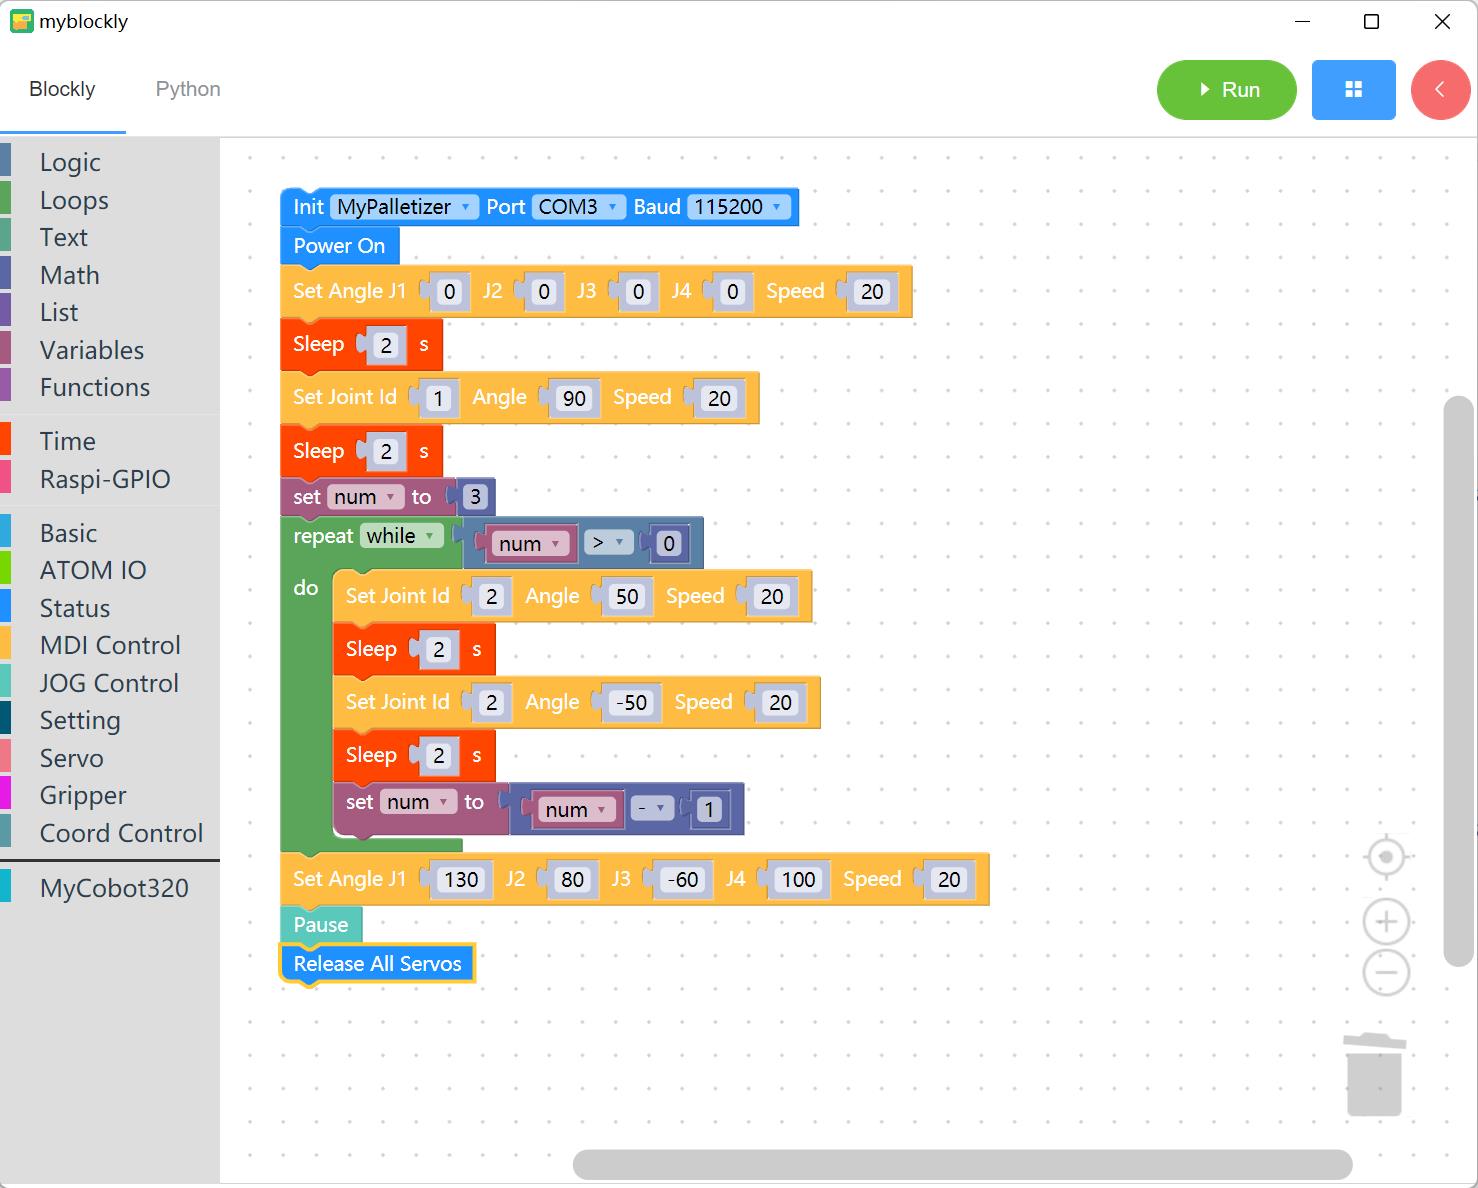 myblockly
Blockly Python Run
Logic
Loops
Text
Math
List
Variables
Functions
Time
Raspi-GPIO
Basic
ATOM IO
Status
MDI Control
JOG Control
Setting
Servo
Gripper
Coord Control
MyCobot320
Init MyPalletizer Port COM3 Baud 115200
Power On
Set Angle J1 0 J2 0 J3 0 J4 0 Speed 20
Sleep 2 s
Set Joint Id 1 Angle 90 Speed 20
Sleep 2 s
set num to 3
repeat while num > 0
do Set Joint Id 2 Angle 50 Speed 20
Sleep 2 s
Set Joint Id 2 Angle -50 Speed 20
Sleep 2 s
set num to num - 1
Set Angle J1 130 J2 80 J3 -60 J4 100 Speed 20
Pause
Release All Servos